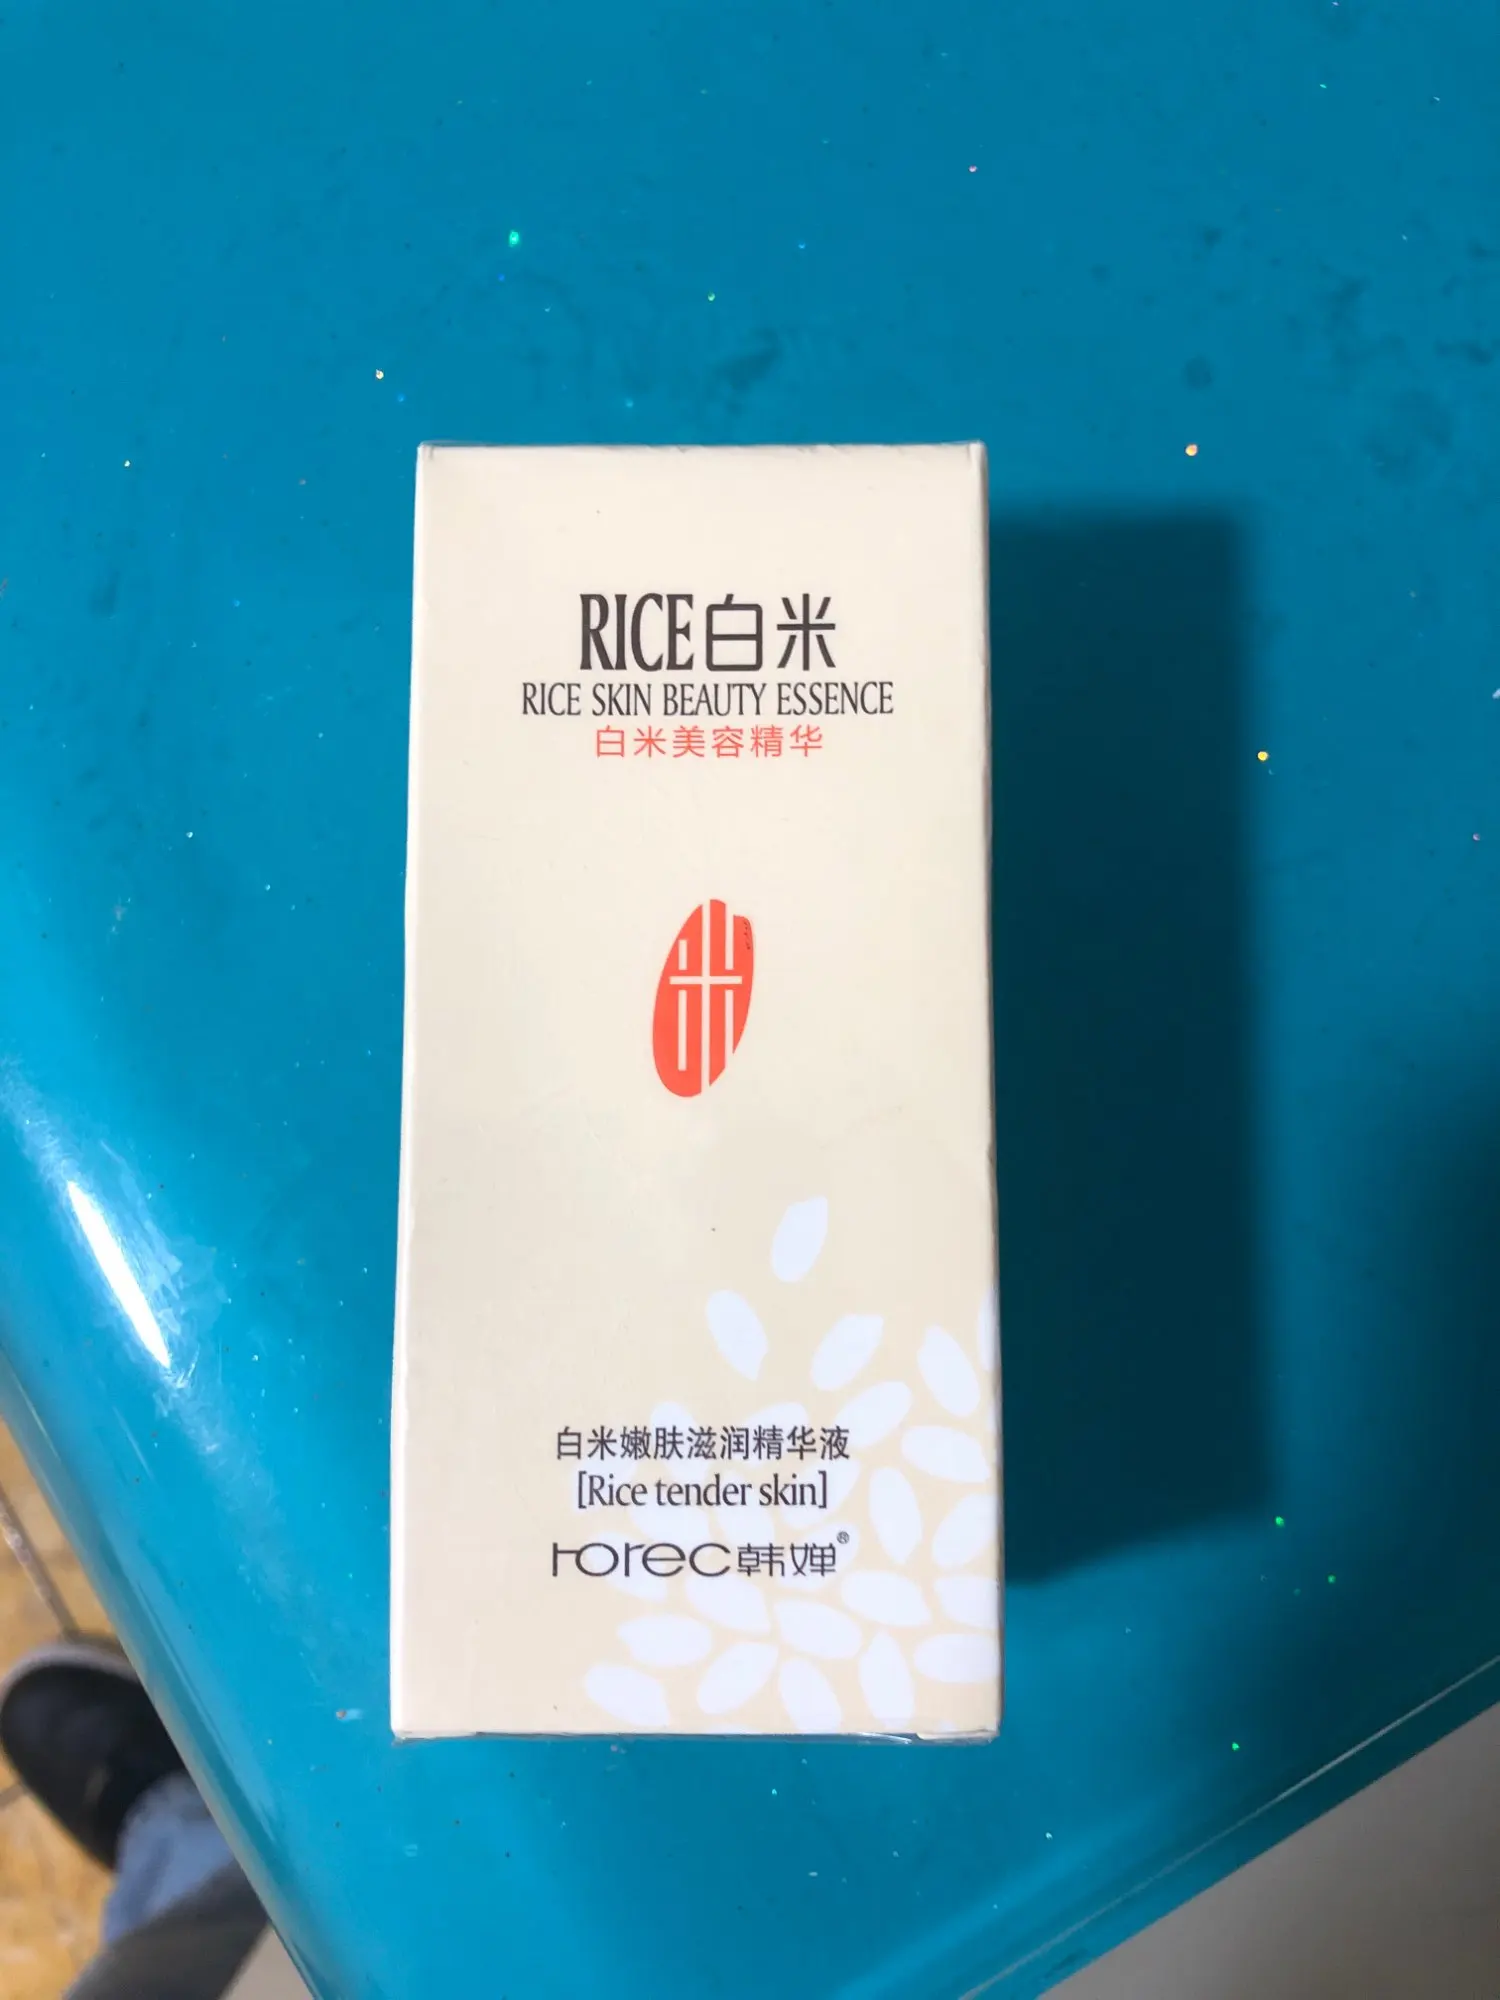 RICE白米
RICE SKIN BEAUTY ESSENCE
白米美容精华
白米嫩肤滋润精华液
[Rice tender skin]
rorec韩婵®